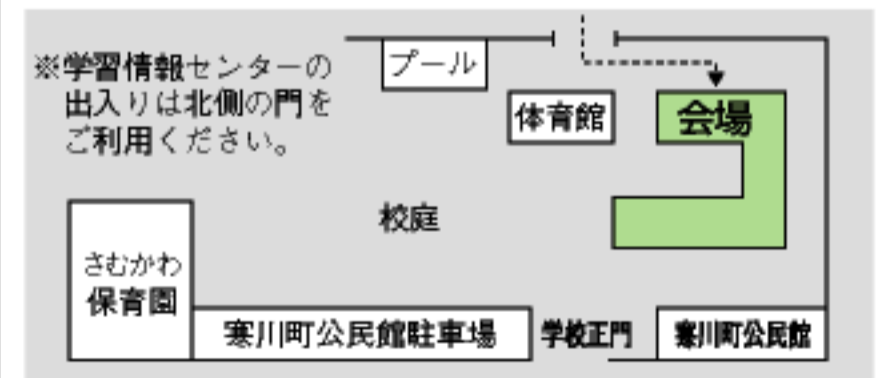 ※学習情報センターの
出入りは北側の門を
ご利用ください。
プール
体育館
会場
校庭
さむかわ
保育園
寒川町公民館駐車場
学校正門
寒川町公民館